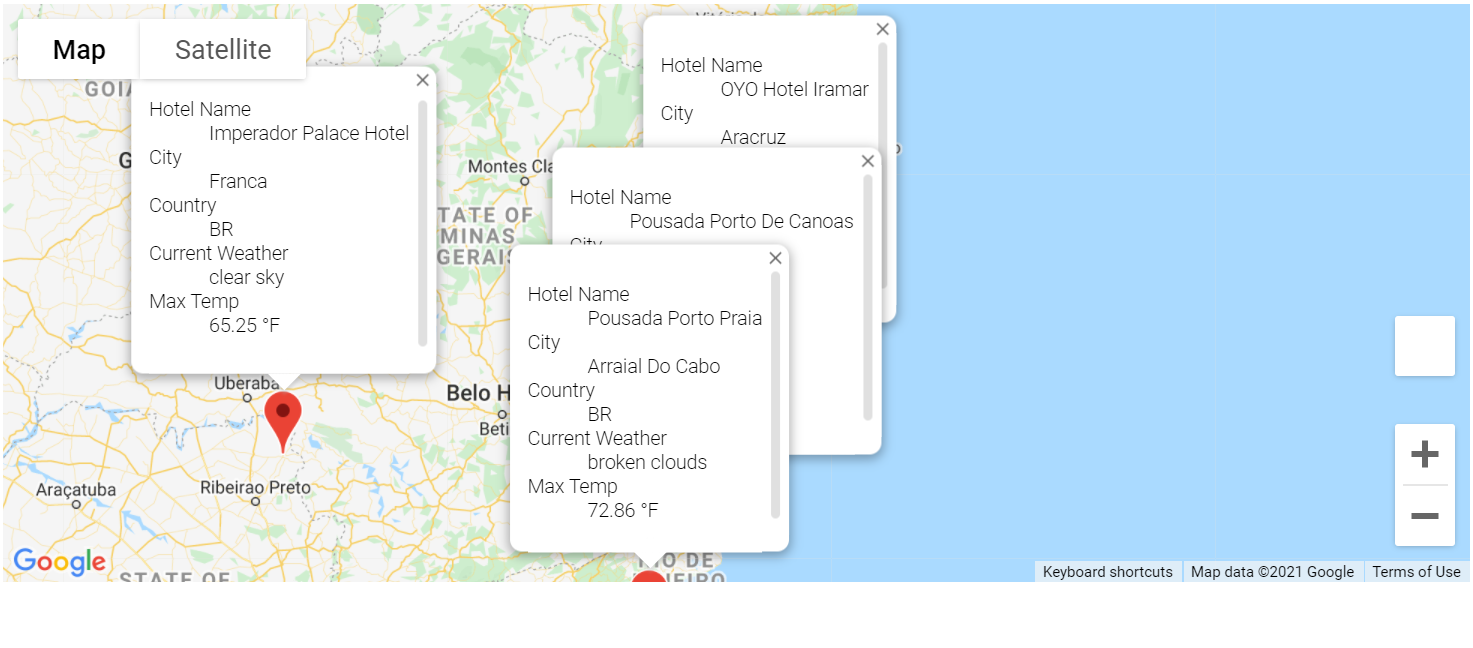 Map
Satellite
GOI
G
Hotel Name
Imperador Palace Hotel
City
Franca
Country
BR
Current Weather
clear sky
Max Temp
65.25 °F
Hotel Name
OYO Hotel Iramar
City
Aracruz
Montes Cla
TATE OF
MINAS
GERAIS
Hotel Name
Pousada Porto De Canoas
City
Hotel Name
Pousada Porto Praia
City
Arraial Do Cabo
Country
BR
Current Weather
broken clouds
Max Temp
72.86 °F
Uberaba
Belo H
Beti
Araçatuba
Ribeirao Preto
Google
STATE OF
RIO DE
JANEIRO
Keyboard shortcuts
Map data ©2021 Google
Terms of Use